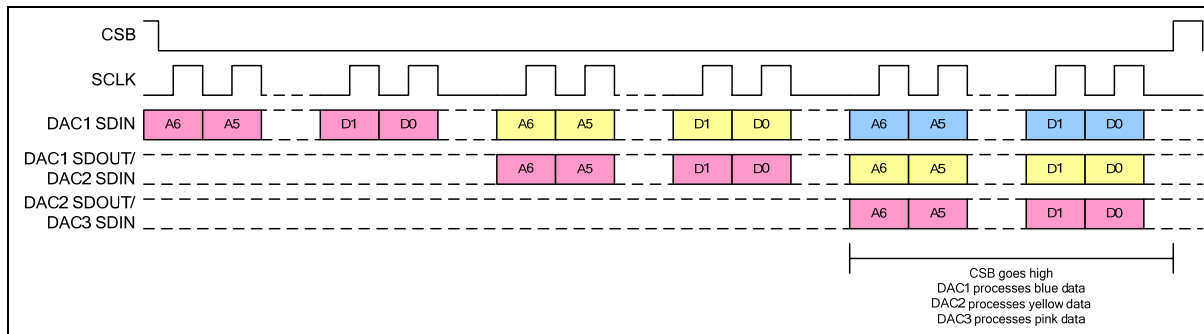 CSB
SCLK
DAC1 SDIN
A6 A5 D1 D0 A6 A5 D1 D0 A6 A5 D1 D0
DAC1 SDOUT/
DAC2 SDIN
A6 A5 D1 D0 A6 A5 D1 D0
DAC2 SDOUT/
DAC3 SDIN
A6 A5 D1 D0
CSB goes high
DAC1 processes blue data
DAC2 processes yellow data
DAC3 processes pink data